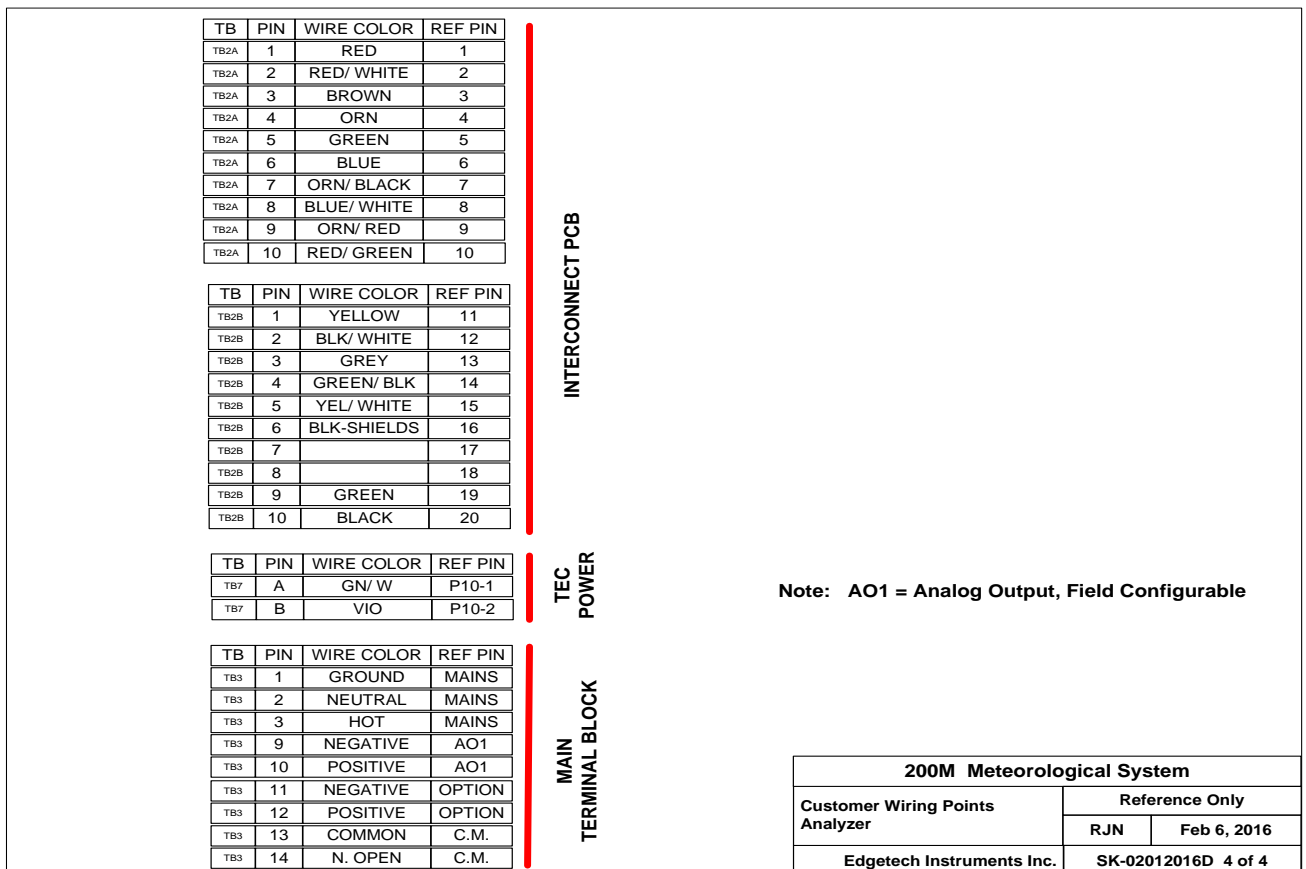 TB PIN WIRE COLOR REF PIN
TB2A 1 RED 1
TB2A 2 RED/ WHITE 2
TB2A 3 BROWN 3
TB2A 4 ORN 4
TB2A 5 GREEN 5
TB2A 6 BLUE 6
TB2A 7 ORN/ BLACK 7
TB2A 8 BLUE/ WHITE 8
TB2A 9 ORN/ RED 9
TB2A 10 RED/ GREEN 10
TB PIN WIRE COLOR REF PIN
TB2B 1 YELLOW 11
TB2B 2 BLK/ WHITE 12
TB2B 3 GREY 13
TB2B 4 GREEN/ BLK 14
TB2B 5 YEL/ WHITE 15
TB2B 6 BLK-SHIELDS 16
TB2B 7 17
TB2B 8 18
TB2B 9 GREEN 19
TB2B 10 BLACK 20
INTERCONNECT PCB
TB PIN WIRE COLOR REF PIN
TB7 A GN/ W P10-1
TB7 B VIO P10-2
TEC
POWER
Note: AO1 = Analog Output, Field Configurable
TB PIN WIRE COLOR REF PIN
TB3 1 GROUND MAINS
TB3 2 NEUTRAL MAINS
TB3 3 HOT MAINS
TB3 9 NEGATIVE AO1
TB3 10 POSITIVE AO1
TB3 11 NEGATIVE OPTION
TB3 12 POSITIVE OPTION
TB3 13 COMMON C.M.
TB3 14 N. OPEN C.M.
MAIN
TERMINAL BLOCK
200M Meteorological System
Customer Wiring Points
Analyzer
Reference Only
RJN Feb 6, 2016
Edgetech Instruments Inc. SK-02012016D 4 of 4